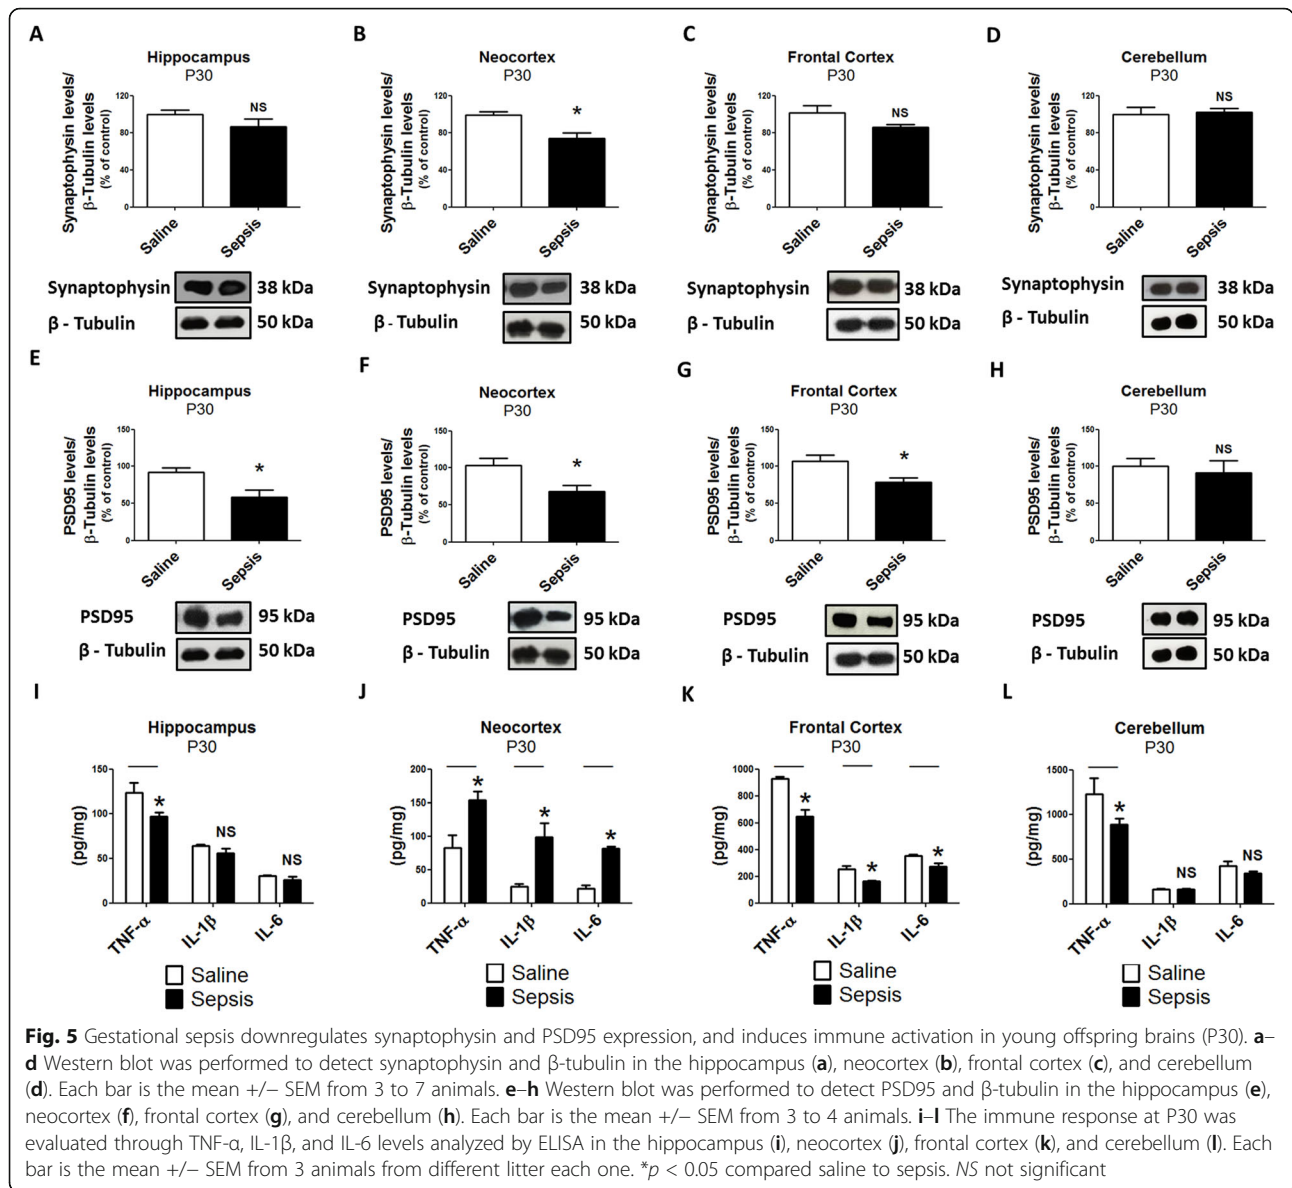 A
Hippocampus
P30
Synaptophysin levels/
β-Tubulin levels
(% of control)
120
80
40
0
NS
Saline
Sepsis
Synaptophysin
38 kDa
β - Tubulin
50 kDa
B
Neocortex
P30
Synaptophysin levels/
β-Tubulin levels
(% of control)
120
80
40
0
*
Saline
Sepsis
Synaptophysin
38 kDa
β - Tubulin
50 kDa
C
Frontal Cortex
P30
Synaptophysin levels/
β-Tubulin levels
(% of control)
120
80
40
0
NS
Saline
Sepsis
Synaptophysin
38 kDa
β - Tubulin
50 kDa
D
Cerebellum
P30
Synaptophysin levels/
β-Tubulin levels
(% of control)
120
80
40
0
NS
Saline
Sepsis
Synaptophysin
38 kDa
β - Tubulin
50 kDa
E
Hippocampus
P30
PSD95 levels/
β-Tubulin levels
(% of control)
150
100
50
0
*
Saline
Sepsis
PSD95
95 kDa
β - Tubulin
50 kDa
F
Neocortex
P30
PSD95 levels/
β-Tubulin levels
(% of control)
150
100
50
0
*
Saline
Sepsis
PSD95
95 kDa
β - Tubulin
50 kDa
G
Frontal Cortex
P30
PSD95 levels/
β-Tubulin levels
(% of control)
150
100
50
0
*
Saline
Sepsis
PSD95
95 kDa
β - Tubulin
50 kDa
H
Cerebellum
P30
PSD95 levels/
β-Tubulin levels
(% of control)
150
100
50
0
NS
Saline
Sepsis
PSD95
95 kDa
β - Tubulin
50 kDa
I
Hippocampus
P30
(pg/mg)
150
100
50
0
*
NS
NS
TNF-α
IL-1β
IL-6
Saline
Sepsis
J
Neocortex
P30
(pg/mg)
200
150
100
50
0
*
*
*
TNF-α
IL-1β
IL-6
Saline
Sepsis
K
Frontal Cortex
P30
(pg/mg)
1000
800
600
400
200
0
*
*
*
TNF-α
IL-1β
IL-6
Saline
Sepsis
L
Cerebellum
P30
(pg/mg)
1500
1000
500
0
*
NS
NS
TNF-α
IL-1β
IL-6
Saline
Sepsis
Fig. 5 Gestational sepsis downregulates synaptophysin and PSD95 expression, and induces immune activation in young offspring brains (P30). a–
d Western blot was performed to detect synaptophysin and β-tubulin in the hippocampus (a), neocortex (b), frontal cortex (c), and cerebellum
(d). Each bar is the mean +/− SEM from 3 to 7 animals. e–h Western blot was performed to detect PSD95 and β-tubulin in the hippocampus (e),
neocortex (f), frontal cortex (g), and cerebellum (h). Each bar is the mean +/− SEM from 3 to 4 animals. i–l The immune response at P30 was
evaluated through TNF-α, IL-1β, and IL-6 levels analyzed by ELISA in the hippocampus (i), neocortex (j), frontal cortex (k), and cerebellum (l). Each
bar is the mean +/− SEM from 3 animals from different litter each one. *p < 0.05 compared saline to sepsis. NS not significant